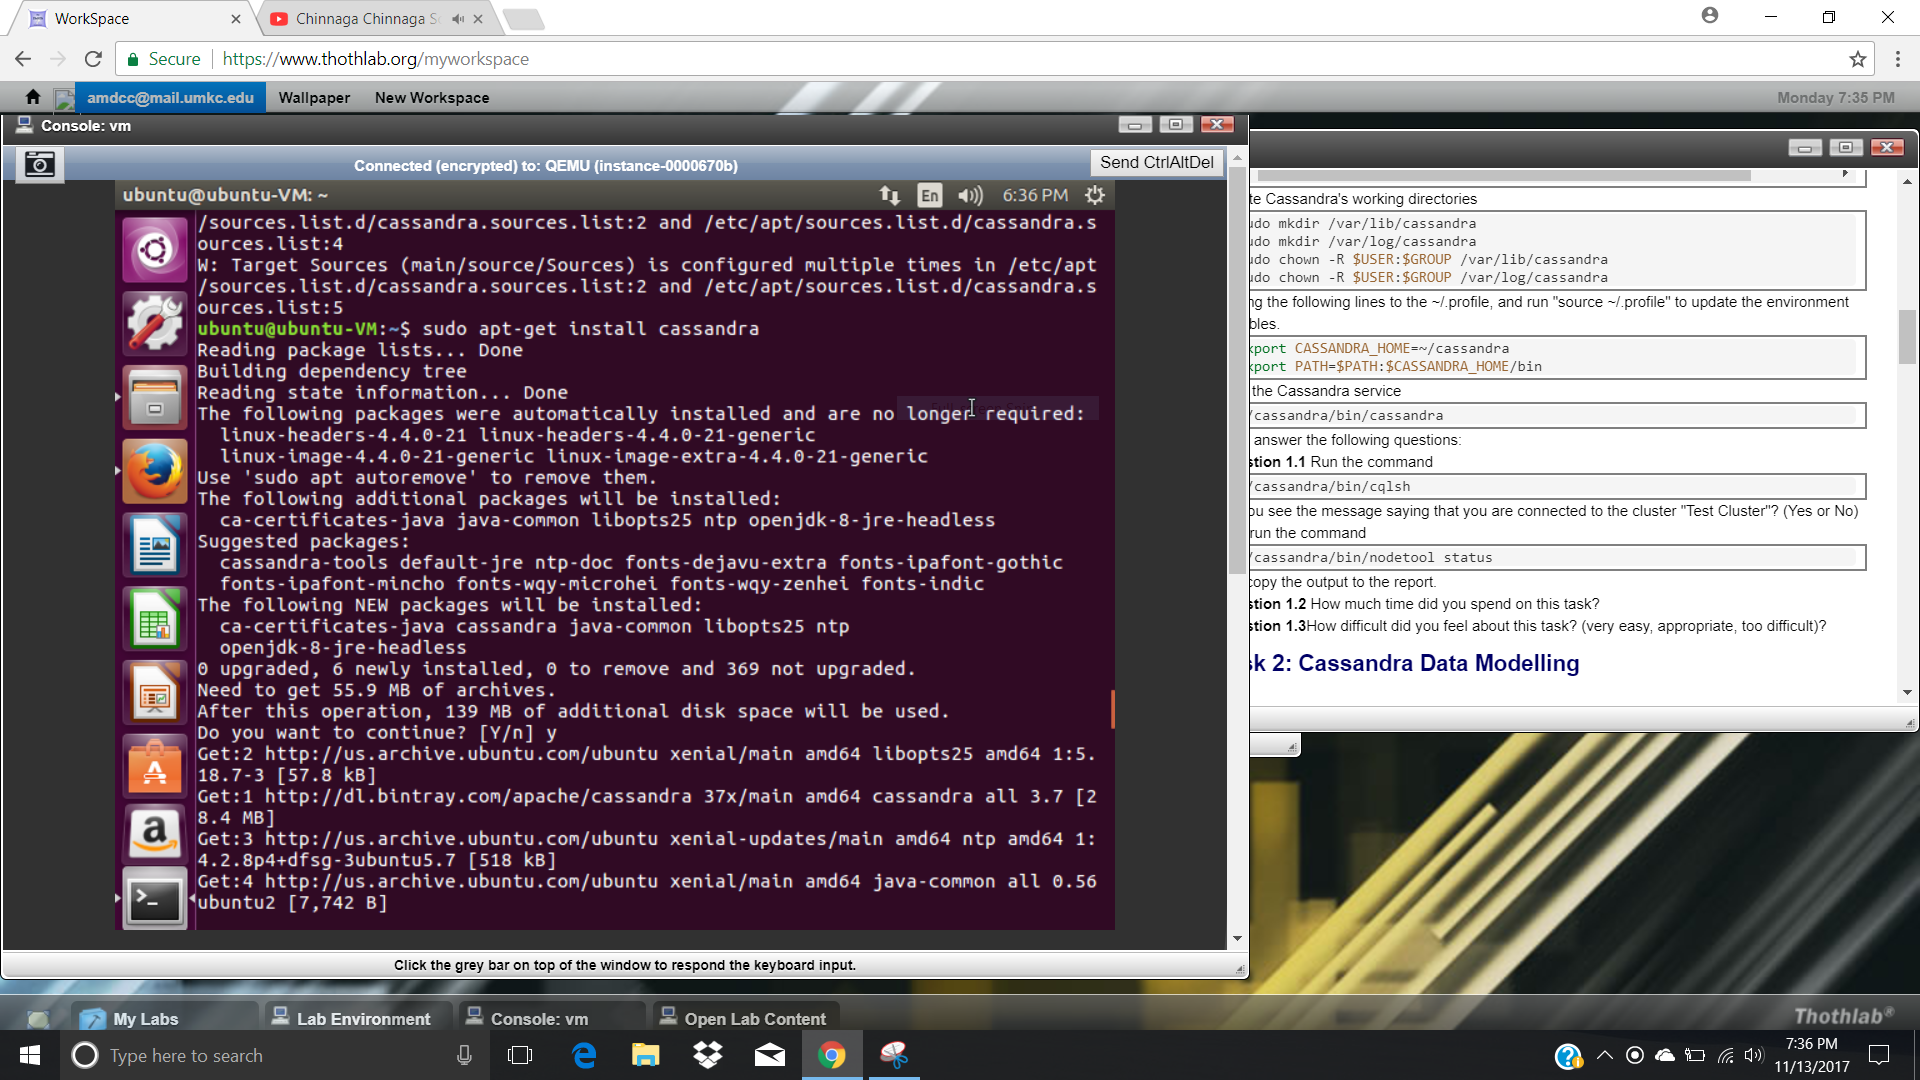 WorkSpace
Chinnaga Chinnaga S
Secure
https://www.thothlab.org/myworkspace
amdcc@mail.umkc.edu
Wallpaper
New Workspace
Monday 7:35 PM
Console: vm
Connected (encrypted) to: QEMU (instance-0000670b)
Send CtrlAltDel
ubuntu@ubuntu-VM: ~
En
6:36 PM
/sources.list.d/cassandra.sources.list:2 and /etc/apt/sources.list.d/cassandra.s
ources.list:4
W: Target Sources (main/source/Sources) is configured multiple times in /etc/apt
/sources.list.d/cassandra.sources.list:2 and /etc/apt/sources.list.d/cassandra.s
ources.list:5
ubuntu@ubuntu-VM:~$ sudo apt-get install cassandra
Reading package lists... Done
Building dependency tree
Reading state information... Done
The following packages were automatically installed and are no longer required:
linux-headers-4.4.0-21 linux-headers-4.4.0-21-generic
linux-image-4.4.0-21-generic linux-image-extra-4.4.0-21-generic
Use 'sudo apt autoremove' to remove them.
The following additional packages will be installed:
ca-certificates-java java-common libopts25 ntp openjdk-8-jre-headless
Suggested packages:
cassandra-tools default-jre ntp-doc fonts-dejavu-extra fonts-ipafont-gothic
fonts-ipafont-mincho fonts-wqy-microhei fonts-wqy-zenhei fonts-indic
The following NEW packages will be installed:
ca-certificates-java cassandra java-common libopts25 ntp
openjdk-8-jre-headless
0 upgraded, 6 newly installed, 0 to remove and 369 not upgraded.
Need to get 55.9 MB of archives.
After this operation, 139 MB of additional disk space will be used.
Do you want to continue? [Y/n] y
Get:2 http://us.archive.ubuntu.com/ubuntu xenial/main amd64 libopts25 amd64 1:5.
18.7-3 [57.8 kB]
Get:1 http://dl.bintray.com/apache/cassandra 37x/main amd64 cassandra all 3.7 [2
8.4 MB]
Get:3 http://us.archive.ubuntu.com/ubuntu xenial-updates/main amd64 ntp amd64 1:
4.2.8p4+dfsg-3ubuntu5.7 [518 kB]
Get:4 http://us.archive.ubuntu.com/ubuntu xenial/main amd64 java-common all 0.56
ubuntu2 [7,742 B]
Click the grey bar on top of the window to respond the keyboard input.
te Cassandra's working directories
udo mkdir /var/lib/cassandra
udo mkdir /var/log/cassandra
udo chown -R $USER:$GROUP /var/lib/cassandra
udo chown -R $USER:$GROUP /var/log/cassandra
ng the following lines to the ~/.profile, and run "source ~/.profile" to update the environment
bles.
xport CASSANDRA_HOME=~/cassandra
xport PATH=$PATH:$CASSANDRA_HOME/bin
the Cassandra service
/cassandra/bin/cassandra
answer the following questions:
stion 1.1 Run the command
/cassandra/bin/cqlsh
ou see the message saying that you are connected to the cluster "Test Cluster"? (Yes or No)
run the command
/cassandra/bin/nodetool status
copy the output to the report.
stion 1.2 How much time did you spend on this task?
stion 1.3How difficult did you feel about this task? (very easy, appropriate, too difficult)?
sk 2: Cassandra Data Modelling
My Labs
Lab Environment
Console: vm
Open Lab Content
Thothlab®
Type here to search
7:36 PM
11/13/2017